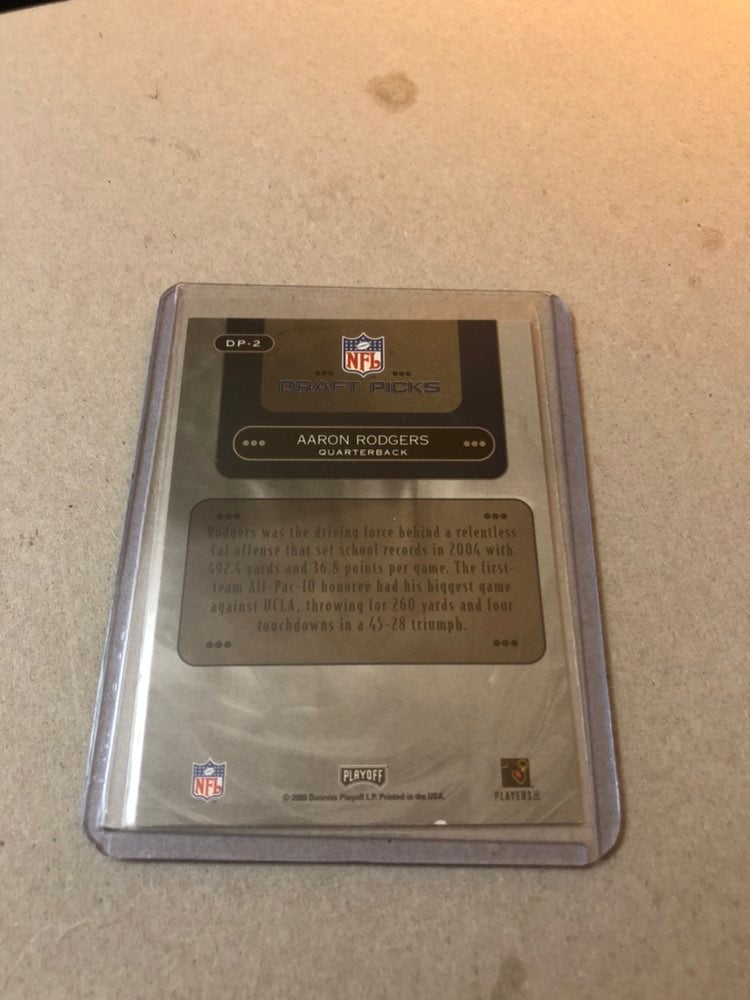 DP-2
NFL
DRAFT PICKS
AARON RODGERS
QUARTERBACK
Rodgers was the driving force behind a relentless
Cal offense that set school records in 2004 with
492.4 yards and 36.8 points per game. The first-
team All-Pac-10 honoree had his biggest game
against UCLA, throwing for 260 yards and four
touchdowns in a 45-28 triumph.
NFL
PLAYOFF
© 2005 Donruss Playoff L.P. Printed in the USA.
PLAYERS INC